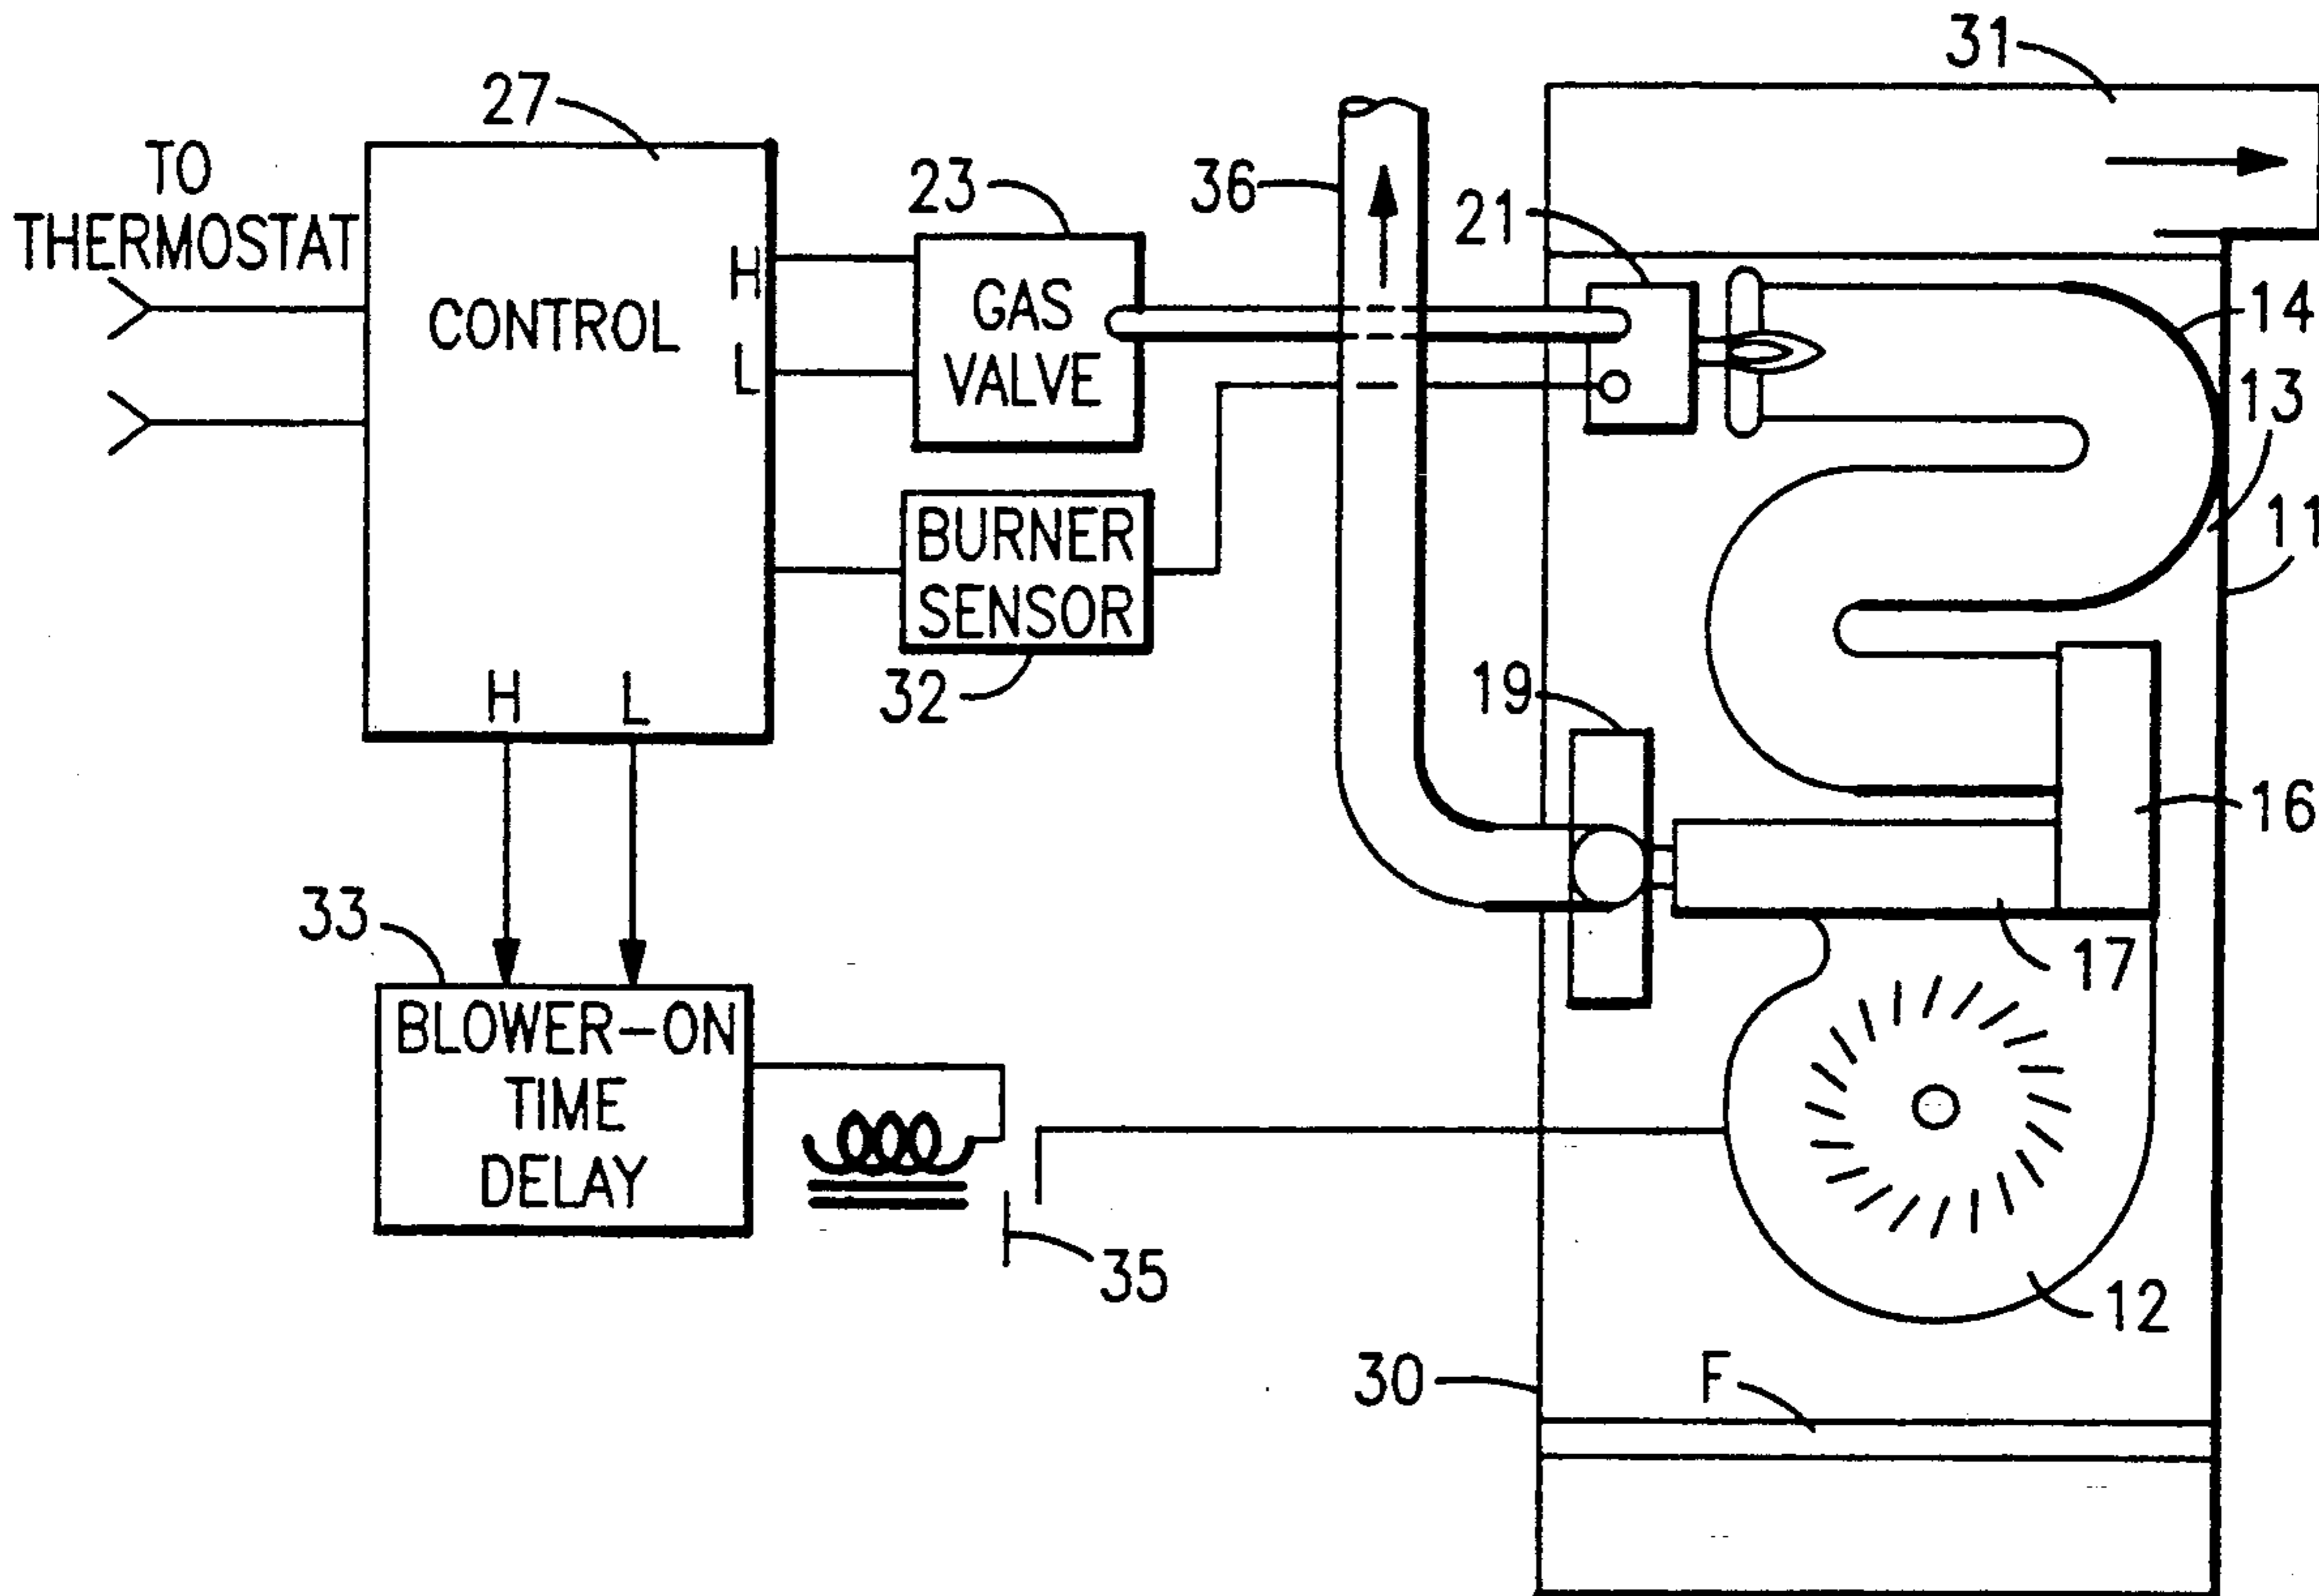 31
27
TO
THERMOSTAT
23
36
21
H
GAS
VALVE
CONTROL
L
14
13
11
BURNER
SENSOR
32
19
H L
16
33
17
BLOWER-ON
TIME
DELAY
35
12
30
F